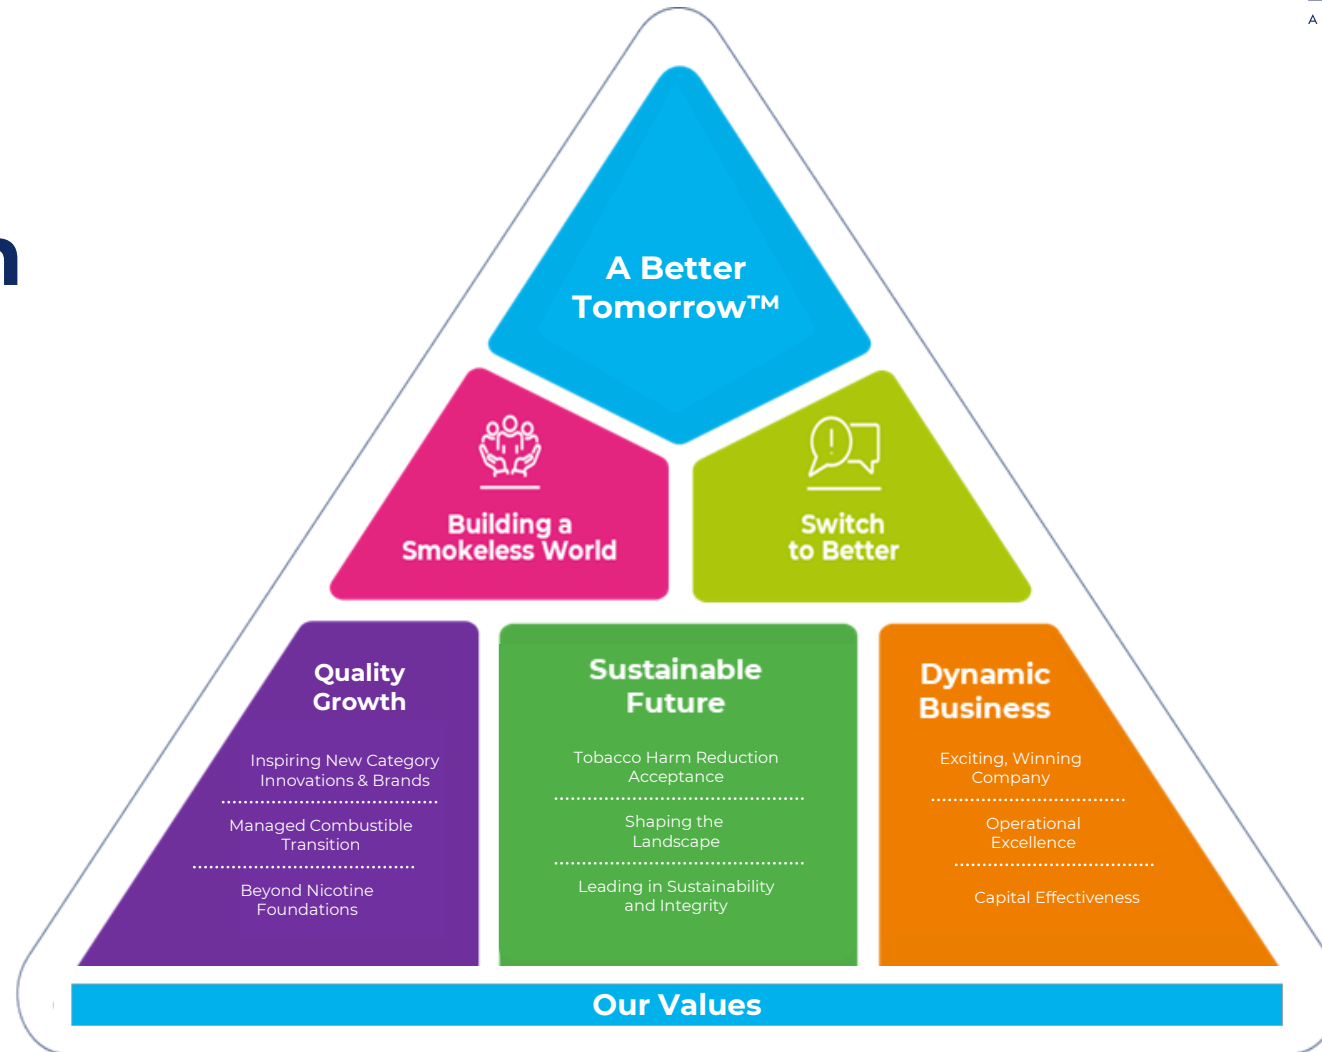 A
n
A Better
Tomorrow™
Building a
Smokeless World
Switch
to Better
Quality
Growth
Inspiring New Category
Innovations & Brands
Managed Combustible
Transition
Beyond Nicotine
Foundations
Sustainable
Future
Tobacco Harm Reduction
Acceptance
Shaping the
Landscape
Leading in Sustainability
and Integrity
Dynamic
Business
Exciting, Winning
Company
Operational
Excellence
Capital Effectiveness
Our Values